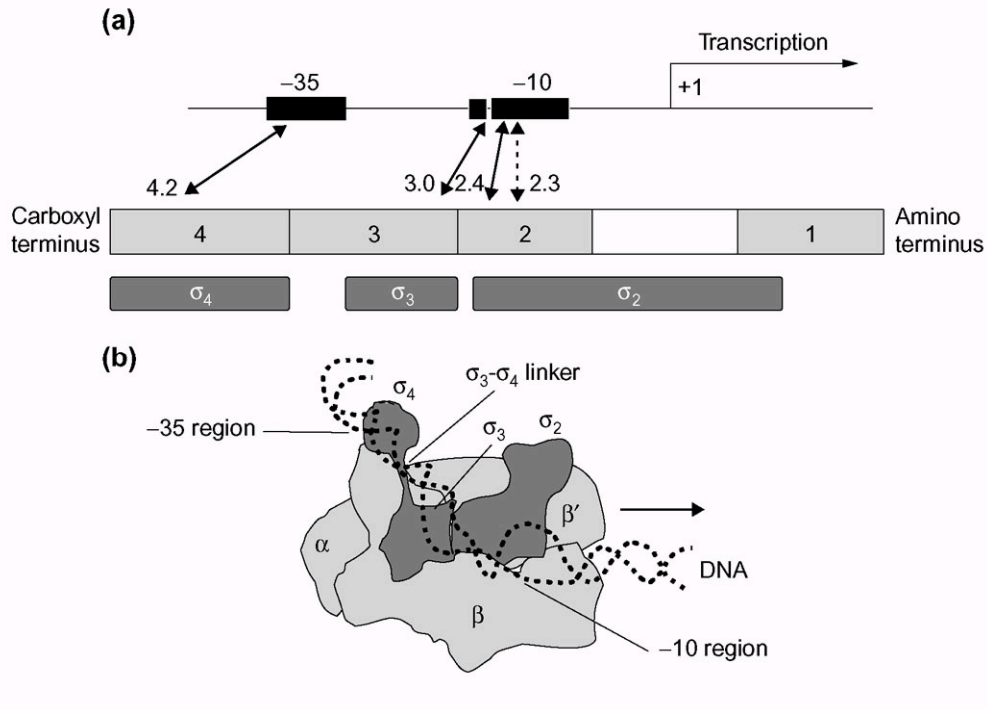 (a)
Transcription
−35
−10
+1
4.2
3.0
2.4
2.3
Carboxyl
terminus
4
3
2
1
Amino
terminus
σ4
σ3
σ2
(b)
σ4
σ3-σ4 linker
−35 region
σ3
σ2
β′
α
DNA
β
−10 region